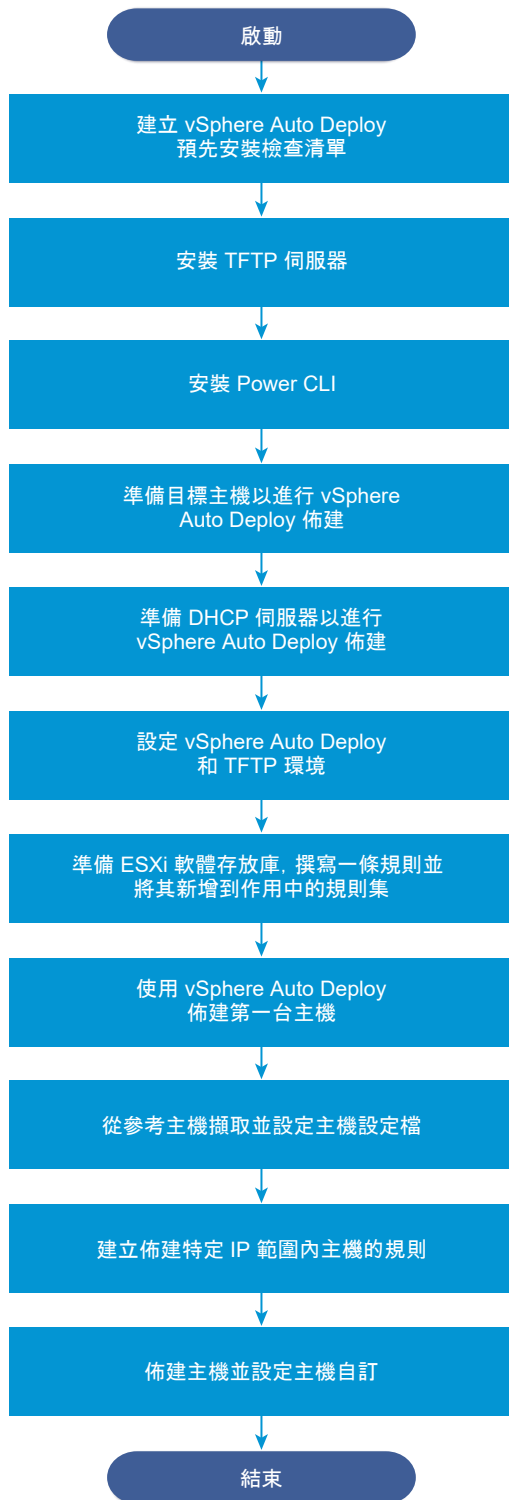 啟動
建立 vSphere Auto Deploy
預先安裝檢查清單
安裝 TFTP 伺服器
安裝 Power CLI
準備目標主機以進行 vSphere
Auto Deploy 佈建
準備 DHCP 伺服器以進行
vSphere Auto Deploy 佈建
設定 vSphere Auto Deploy
和 TFTP 環境
準備 ESXi 軟體存放庫, 撰寫一條規則並
將其新增到作用中的規則集
使用 vSphere Auto Deploy
佈建第一台主機
從參考主機擷取並設定主機設定檔
建立佈建特定 IP 範圍內主機的規則
佈建主機並設定主機自訂
結束